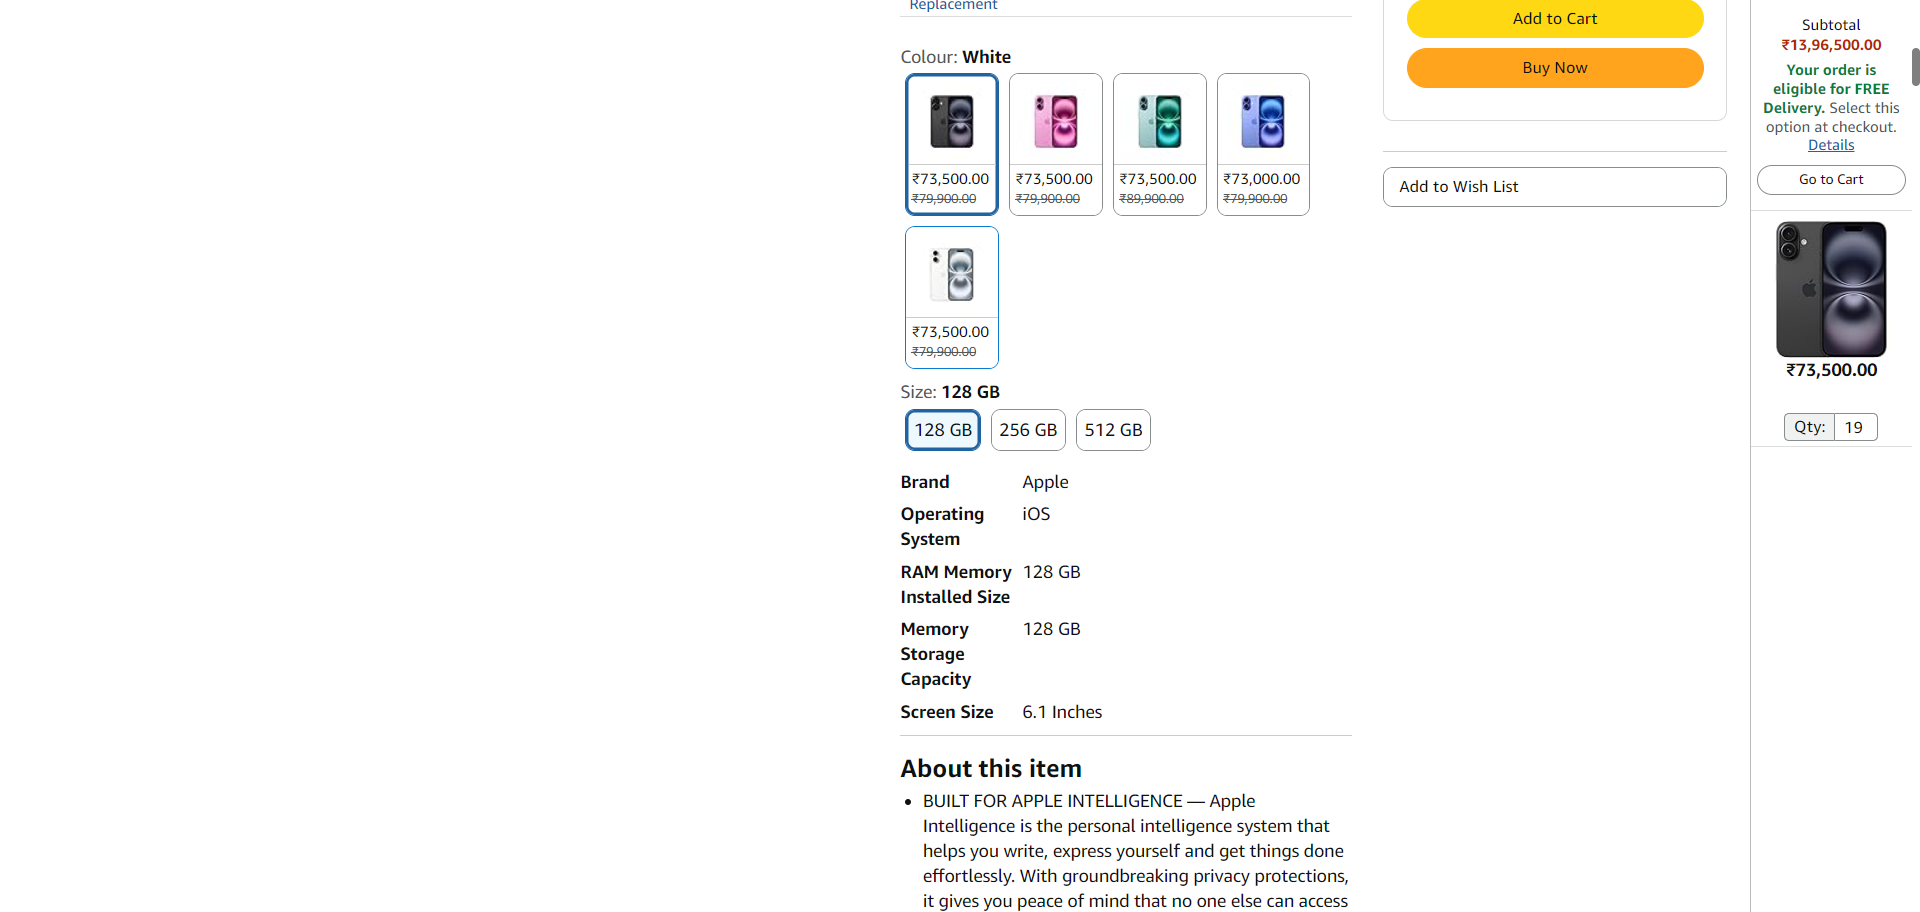 Replacement
Colour: White
₹73,500.00
₹79,900.00
₹73,500.00
₹79,900.00
₹73,500.00
₹89,900.00
₹73,000.00
₹79,900.00
₹73,500.00
₹79,900.00
Size: 128 GB
128 GB
256 GB
512 GB
Brand Apple
Operating iOS
System
RAM Memory 128 GB
Installed Size
Memory 128 GB
Storage
Capacity
Screen Size 6.1 Inches
About this item
• BUILT FOR APPLE INTELLIGENCE — Apple
Intelligence is the personal intelligence system that
helps you write, express yourself and get things done
effortlessly. With groundbreaking privacy protections,
it gives you peace of mind that no one else can access
Add to Cart
Buy Now
Add to Wish List
Subtotal
₹13,96,500.00
Your order is
eligible for FREE
Delivery. Select this
option at checkout.
Details
Go to Cart
₹73,500.00
Qty: 19